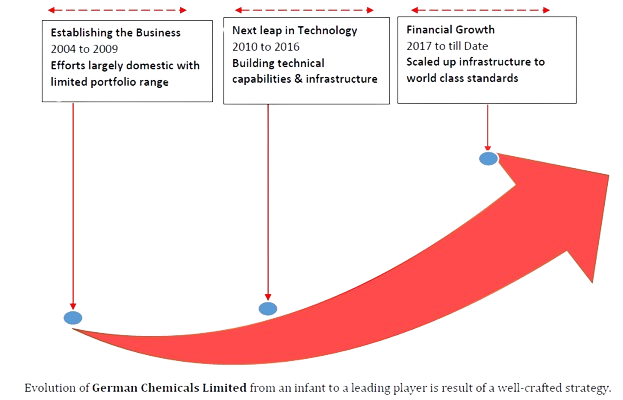 Establishing the Business
2004 to 2009
Efforts largely domestic with
limited portfolio range
Next leap in Technology
2010 to 2016
Building technical
capabilities & infrastructure
Financial Growth
2017 to till Date
Scaled up infrastructure to
world class standards
Evolution of German Chemicals Limited from an infant to a leading player is result of a well-crafted strategy.